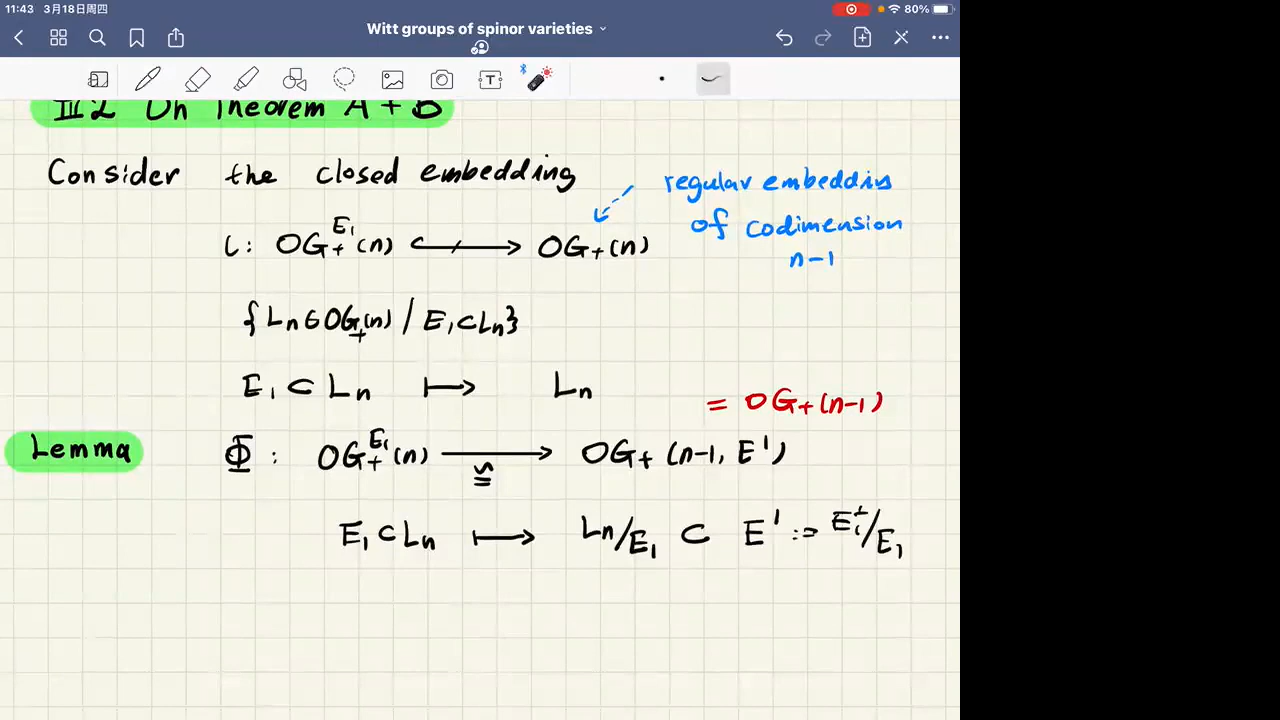 11:43 3月18日周四 80%
Witt groups of spinor varieties
III 2 On Theorem A + B
Consider the closed embedding
regular embeddin
of codimension
n-1
ι: OG₊^{E₁}(n) ↪ OG₊(n)
{Ln ∈ OG₊(n) / E₁ ⊂ Ln}
E₁ ⊂ Ln ↦ Ln
= OG₊(n-1)
Lemma Φ: OG₊^{E₁}(n) ⟶ OG₊(n-1, E')
≅
E₁ ⊂ Ln ↦ Ln/E₁ ⊂ E' := E₁^⊥/E₁